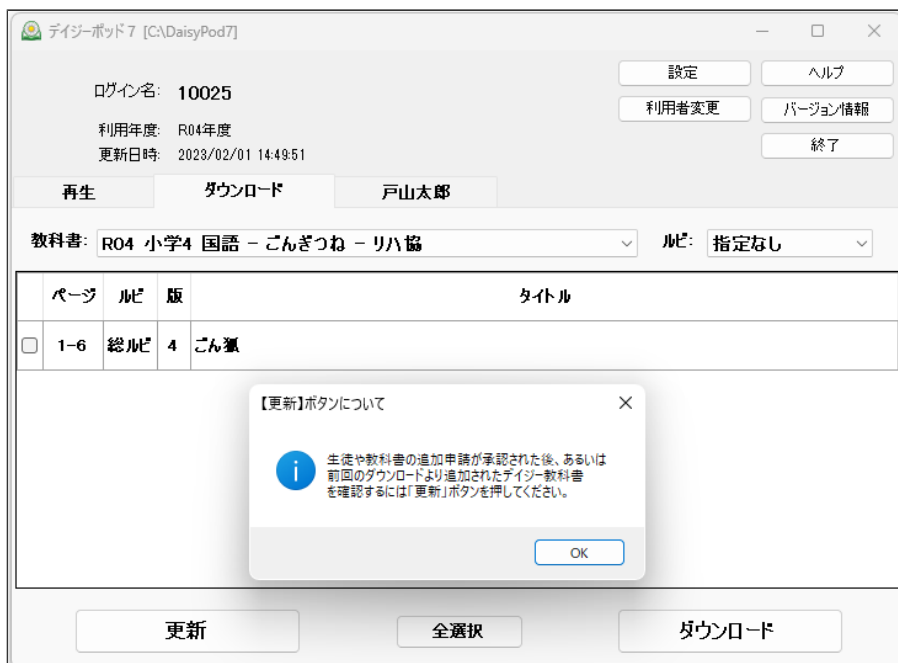 デイジーポッド7 [C:\DaisyPod7]
設定 ヘルプ
ログイン名: 10025
利用者変更 バージョン情報
利用年度: R04年度
終了
更新日時: 2023/02/01 14:49:51
再生 ダウンロード 戸山太郎
教科書: R04 小学4 国語 - ごんぎつね - リハ協 ルビ: 指定なし
ページ ルビ 版 タイトル
1-6 総ルビ 4 ごん狐
【更新】ボタンについて
生徒や教科書の追加申請が承認された後、あるいは
前回のダウンロードより追加されたデイジー教科書
を確認するには「更新」ボタンを押してください。
OK
更新 全選択 ダウンロード